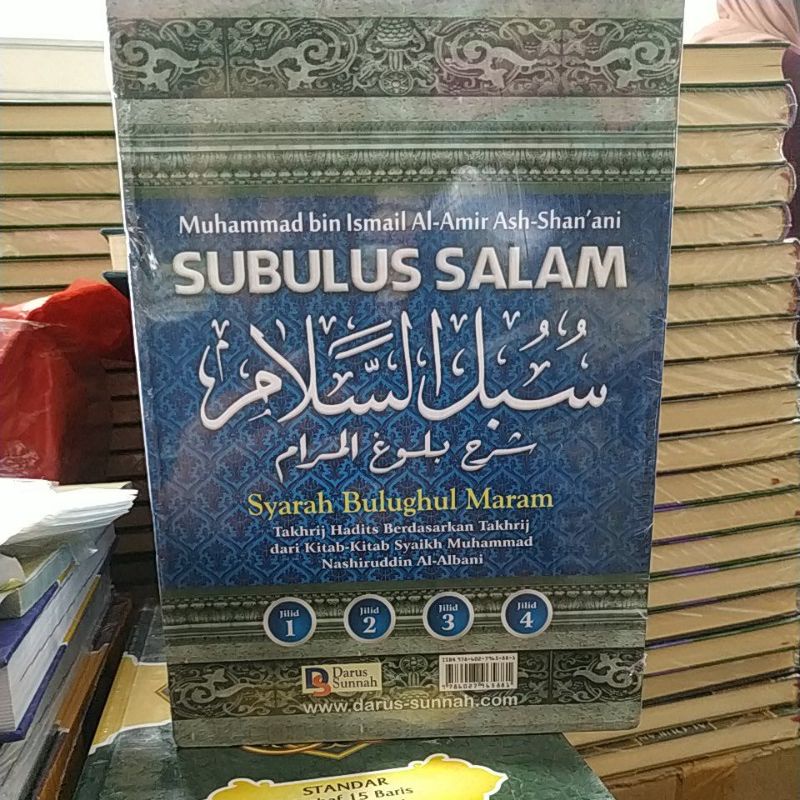 Muhammad bin Ismail Al-Amir Ash-Shan'ani
SUBULUS SALAM
سُبُلُ السَّلَام
شرح بلوغ المرام
Syarah Bulughul Maram
Takhrij Hadits Berdasarkan Takhrij
dari Kitab-Kitab Syaikh Muhammad
Nashiruddin Al-Albani
Jilid 1 Jilid 2 Jilid 3 Jilid 4
Darus
Sunnah
www.darus-sunnah.com
STANDAR
15 Baris